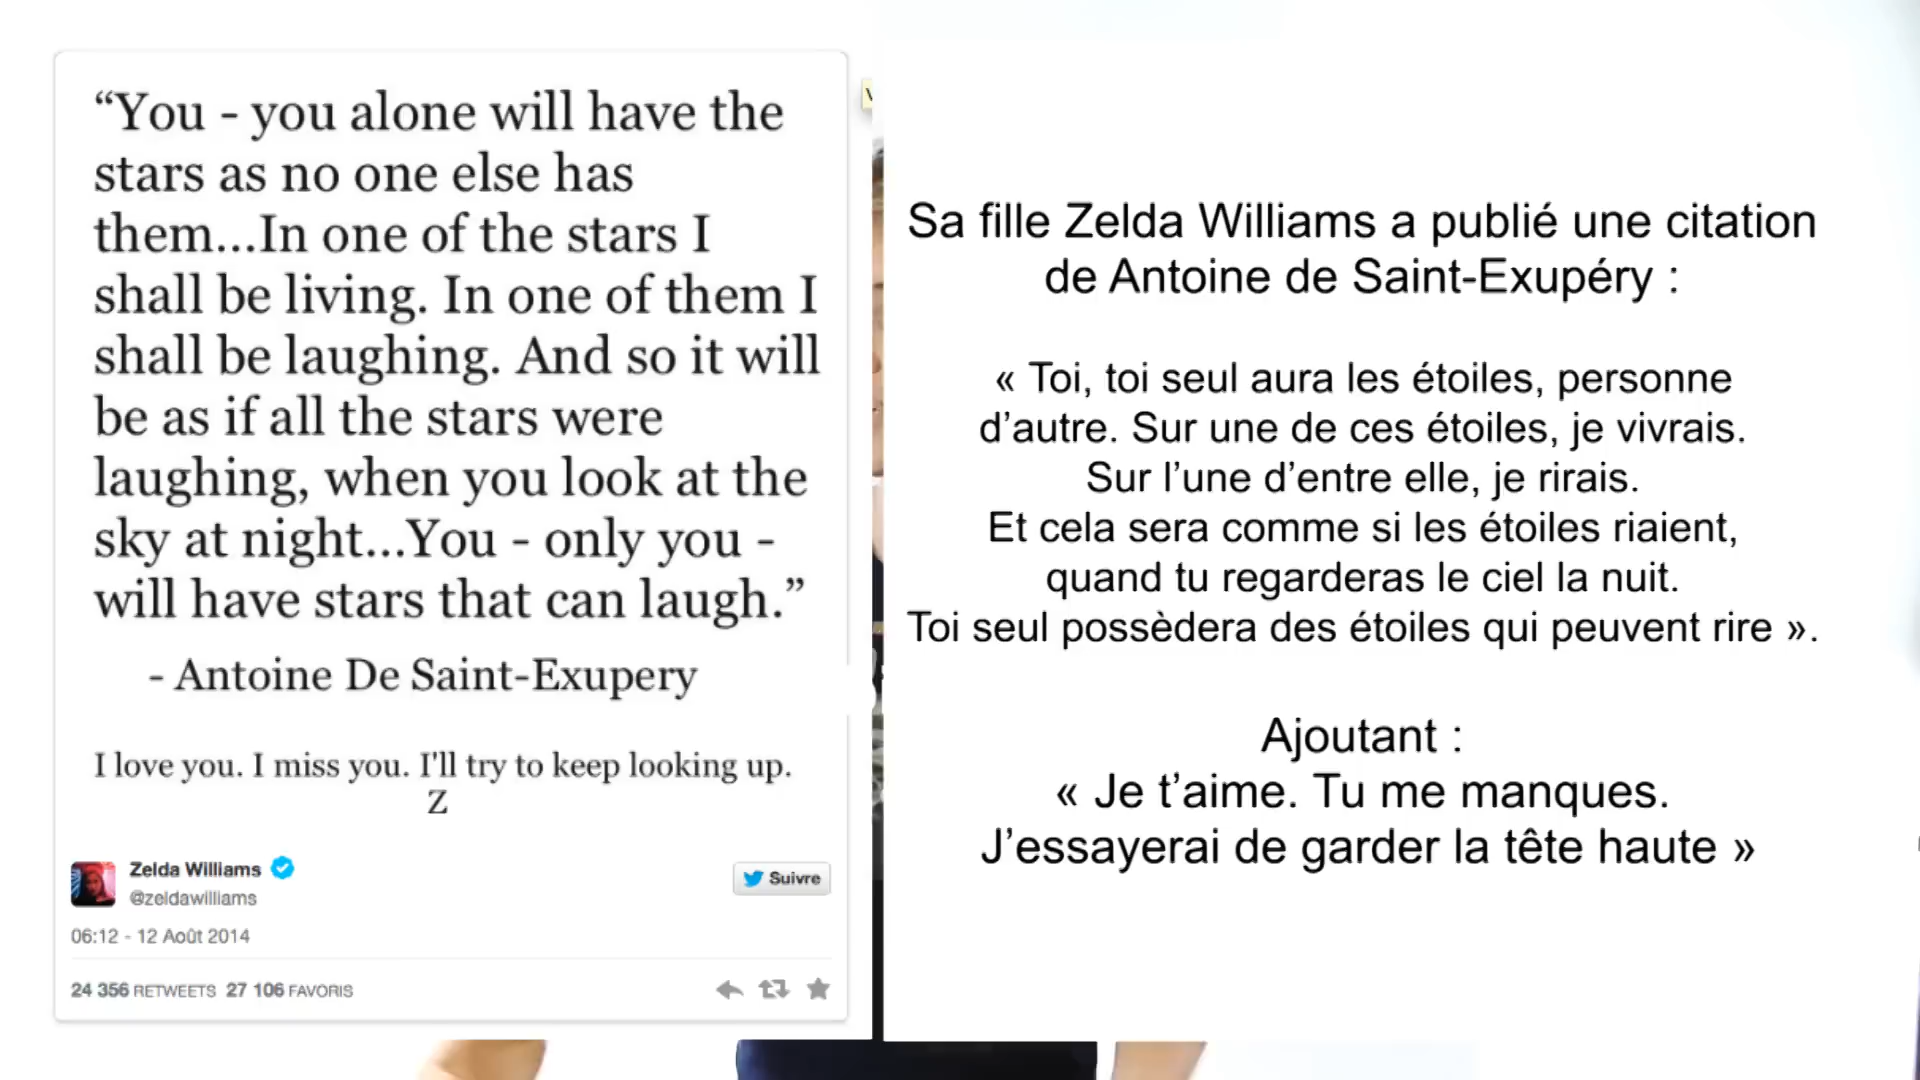 “You - you alone will have the
stars as no one else has
them...In one of the stars I
shall be living. In one of them I
shall be laughing. And so it will
be as if all the stars were
laughing, when you look at the
sky at night...You - only you -
will have stars that can laugh.”
- Antoine De Saint-Exupery
I love you. I miss you. I'll try to keep looking up.
Z
Zelda Williams
@zeldawilliams
Suivre
06:12 - 12 Août 2014
24 356 RETWEETS 27 106 FAVORIS
Sa fille Zelda Williams a publié une citation
de Antoine de Saint-Exupéry :
« Toi, toi seul aura les étoiles, personne
d’autre. Sur une de ces étoiles, je vivrais.
Sur l’une d’entre elle, je rirais.
Et cela sera comme si les étoiles riaient,
quand tu regarderas le ciel la nuit.
Toi seul possèdera des étoiles qui peuvent rire ».
Ajoutant :
« Je t’aime. Tu me manques.
J’essayerai de garder la tête haute »